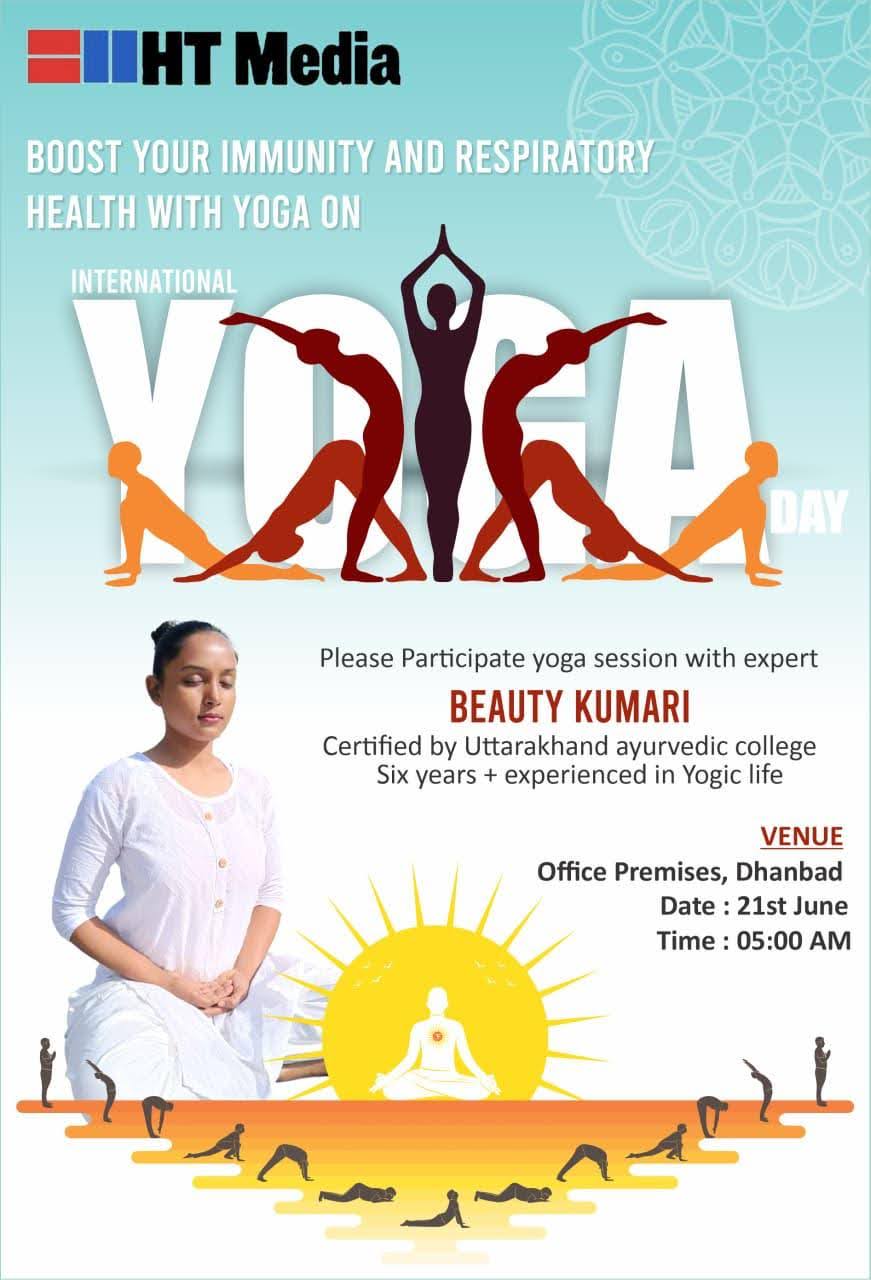 HT Media
BOOST YOUR IMMUNITY AND RESPIRATORY
HEALTH WITH YOGA ON
INTERNATIONAL
YOGA
DAY
Please Participate yoga session with expert
BEAUTY KUMARI
Certified by Uttarakhand ayurvedic college
Six years + experienced in Yogic life
VENUE
Office Premises, Dhanbad
Date : 21st June
Time : 05:00 AM